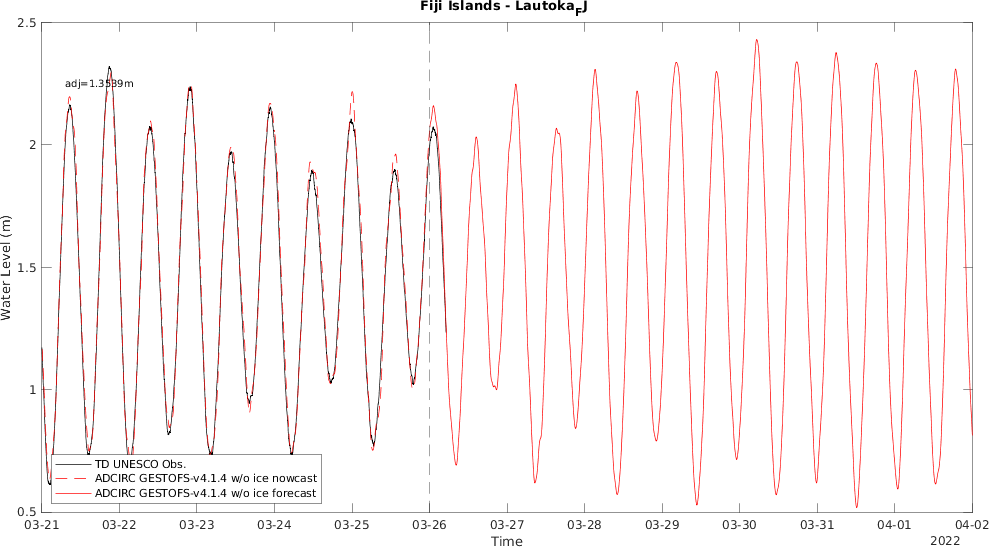 Fiji Islands - Lautoka_FJ
adj=1.3539m
Water Level (m)
2.5
2
1.5
1
0.5
TD UNESCO Obs.
ADCIRC GESTOFS-v4.1.4 w/o ice nowcast
ADCIRC GESTOFS-v4.1.4 w/o ice forecast
03-21 03-22 03-23 03-24 03-25 03-26 03-27 03-28 03-29 03-30 03-31 04-01 04-02
Time
2022